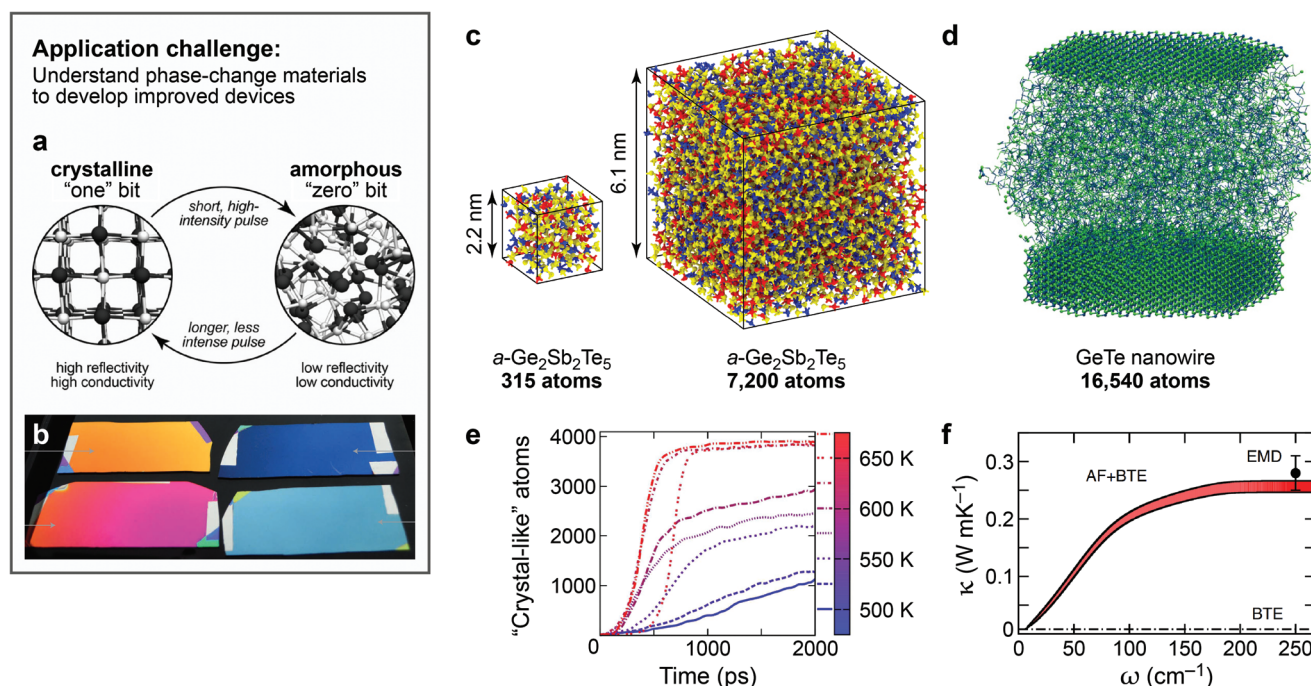 Application challenge:
Understand phase-change materials
to develop improved devices
a
crystalline
"one" bit
amorphous
"zero" bit
short, high-
intensity pulse
longer, less
intense pulse
high reflectivity
high conductivity
low reflectivity
low conductivity
b
c
2.2 nm
6.1 nm
a-Ge₂Sb₂Te₅
315 atoms
a-Ge₂Sb₂Te₅
7,200 atoms
d
GeTe nanowire
16,540 atoms
e
"Crystal-like" atoms
4000
3000
2000
1000
0
1000
2000
Time (ps)
650 K
600 K
550 K
500 K
f
κ (W mK⁻¹)
0.3
0.2
0.1
0
AF+BTE
EMD
BTE
0
50
100
150
200
250
ω (cm⁻¹)